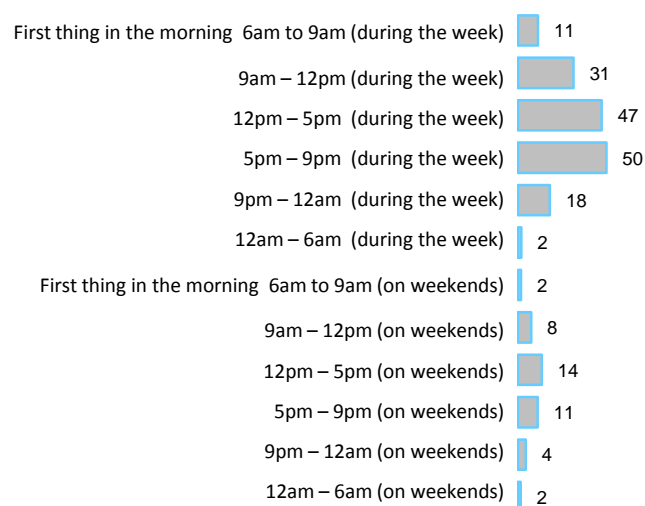 First thing in the morning  6am to 9am (during the week) 11
9am – 12pm (during the week) 31
12pm – 5pm  (during the week) 47
5pm – 9pm  (during the week) 50
9pm – 12am  (during the week) 18
12am – 6am  (during the week) 2
First thing in the morning  6am to 9am (on weekends) 2
9am – 12pm (on weekends) 8
12pm – 5pm (on weekends) 14
5pm – 9pm (on weekends) 11
9pm – 12am (on weekends) 4
12am – 6am (on weekends) 2